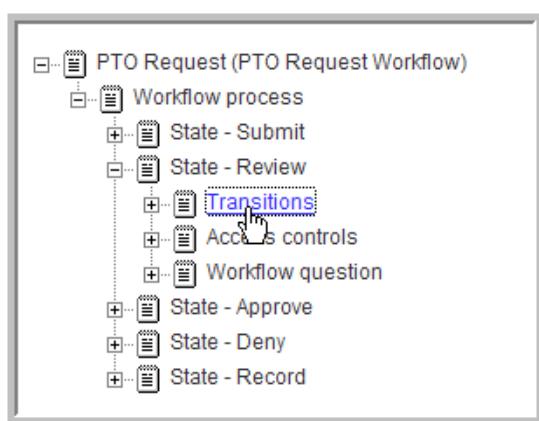 PTO Request (PTO Request Workflow)
Workflow process
State - Submit
State - Review
Transitions
Access controls
Workflow question
State - Approve
State - Deny
State - Record